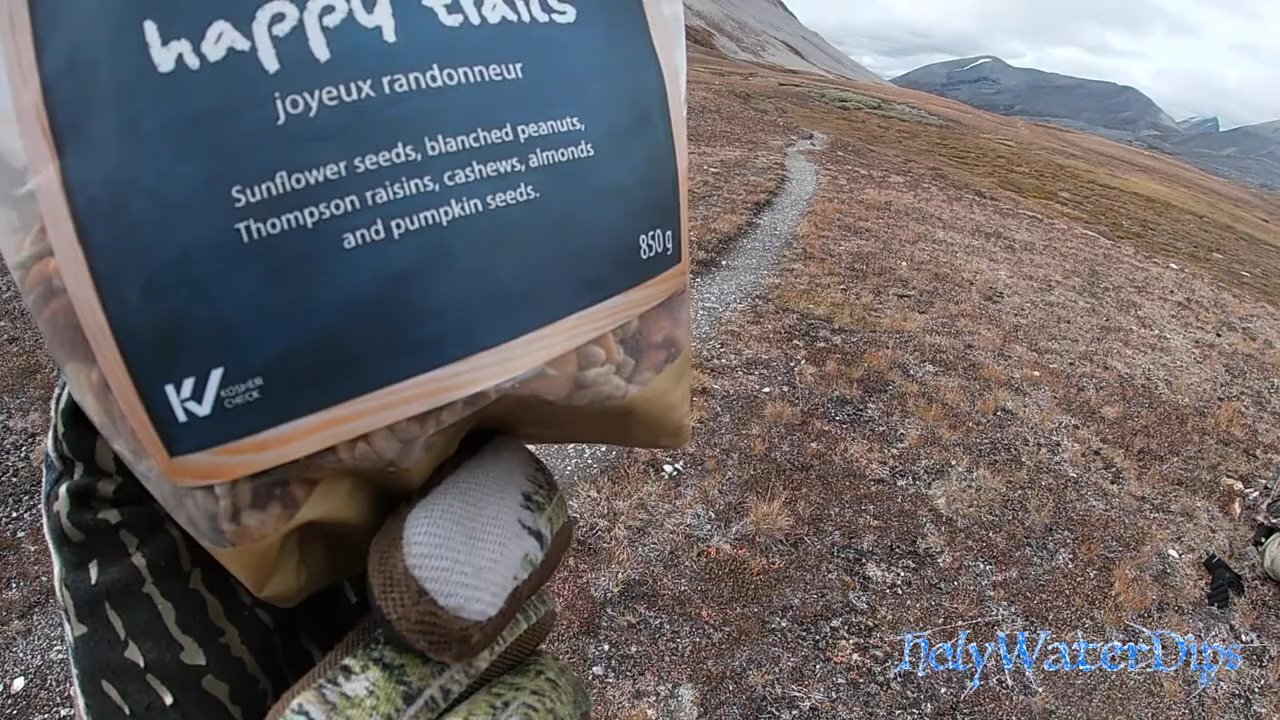 happy trails
joyeux randonneur
Sunflower seeds, blanched peanuts,
Thompson raisins, cashews, almonds
and pumpkin seeds.
850 g
KV KOSHER
CHECK
HolyWaterDips